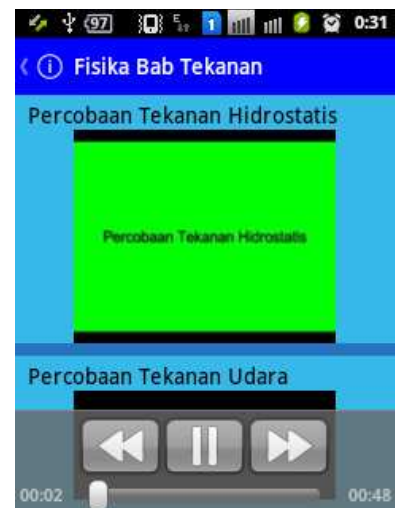 97 E 1 0:31
Fisika Bab Tekanan
Percobaan Tekanan Hidrostatis
Percobaan Tekanan Hidrostatis
Percobaan Tekanan Udara
00:02 00:48